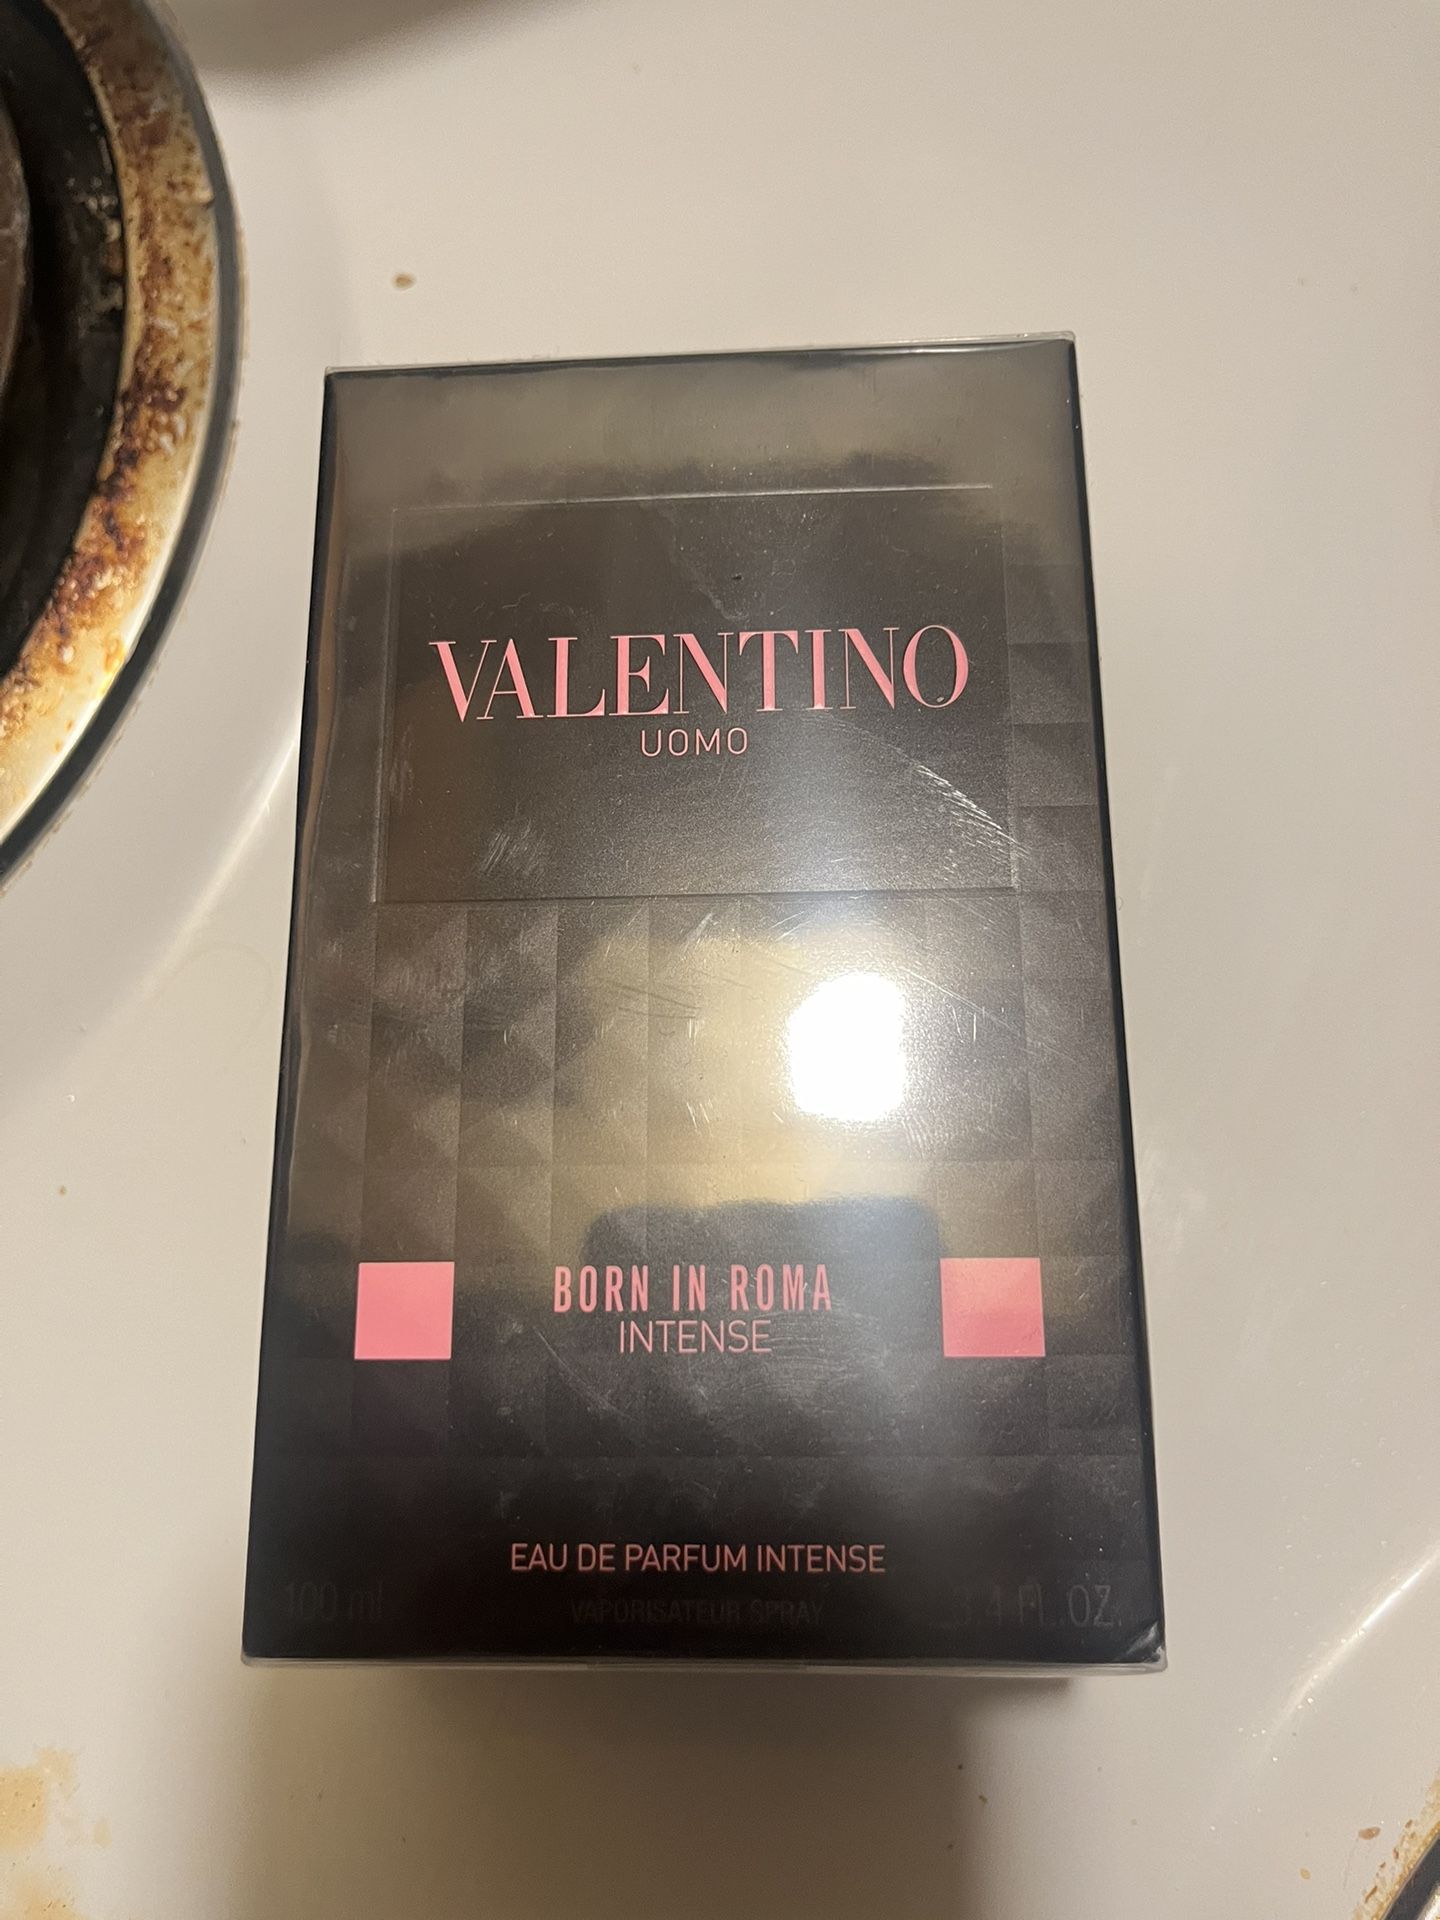 VALENTINO
UOMO
BORN IN ROMA
INTENSE
EAU DE PARFUM INTENSE
100 ml VAPORISATEUR SPRAY 3.4 FL.OZ.